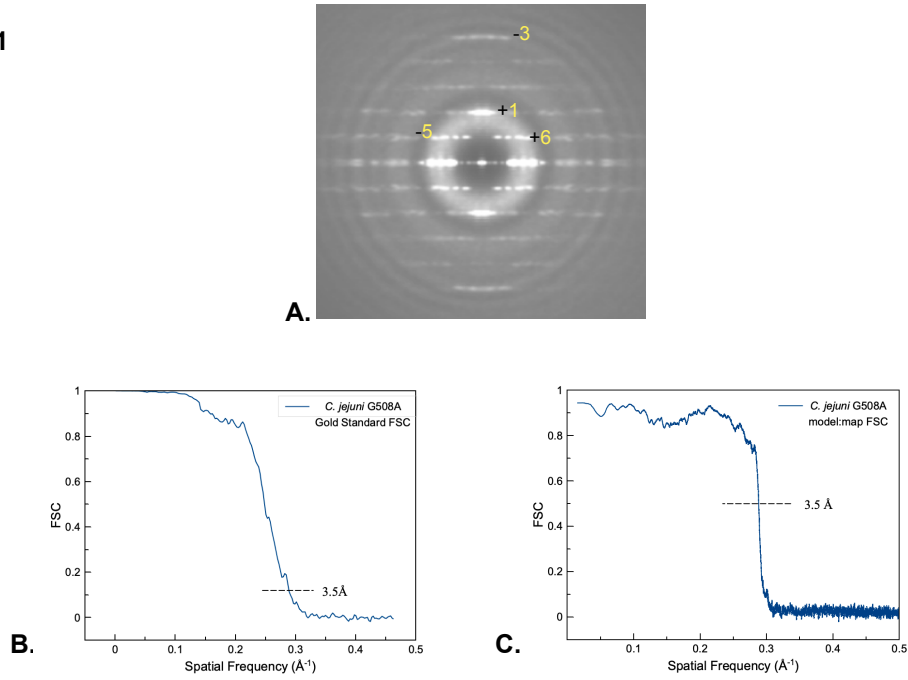 1
-3
+1
-5
+6
A.
1
0.8
0.6
0.4
0.2
0
FSC
C. jejuni G508A
Gold Standard FSC
3.5Å
0
0.1
0.2
0.3
0.4
0.5
Spatial Frequency (Å-1)
B.
1
0.8
0.6
0.4
0.2
0
FSC
C. jejuni G508A
model:map FSC
3.5 Å
0.1
0.2
0.3
0.4
0.5
Spatial Frequency (Å-1)
C.